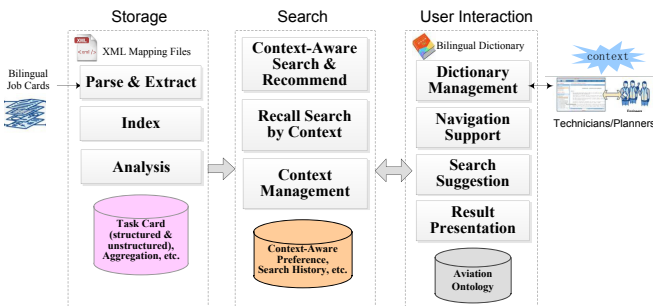 Storage
Search
User Interaction
XML
XML Mapping Files
Bilingual
Job Cards
Parse & Extract
Index
Analysis
Task Card
(structured &
unstructured),
Aggregation, etc.
Context-Aware
Search &
Recommend
Recall Search
by Context
Context
Management
Context-Aware
Preference,
Search History, etc.
Bilingual Dictionary
Dictionary
Management
Navigation
Support
Search
Suggestion
Result
Presentation
Aviation
Ontology
context
Technicians/Planners